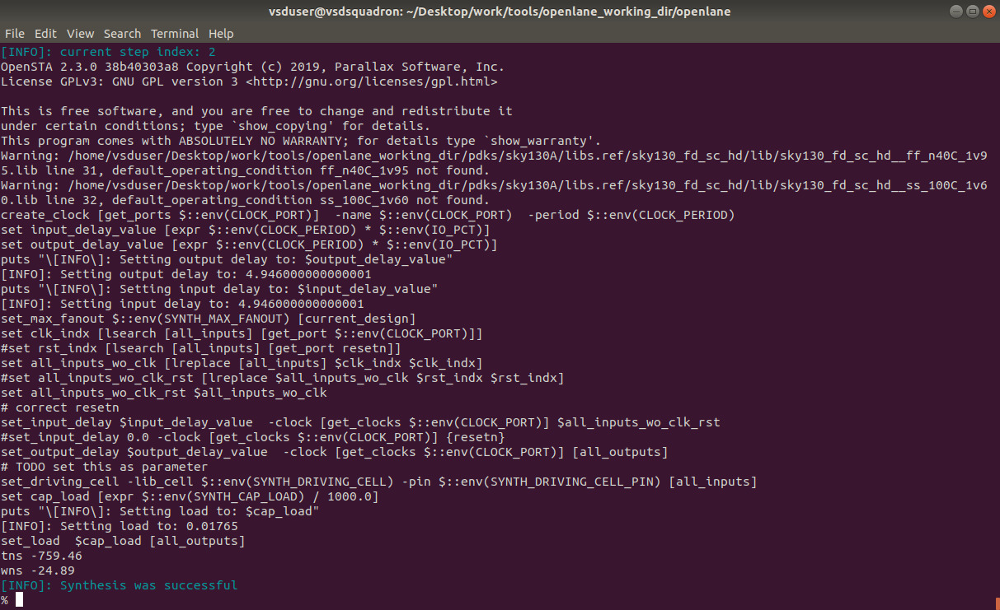 vsduser@vsdsquadron: ~/Desktop/work/tools/openlane_working_dir/openlane
File Edit View Search Terminal Help
[INFO]: current step index: 2
OpenSTA 2.3.0 38b40303a8 Copyright (c) 2019, Parallax Software, Inc.
License GPLv3: GNU GPL version 3 <http://gnu.org/licenses/gpl.html>
This is free software, and you are free to change and redistribute it
under certain conditions; type `show_copying' for details.
This program comes with ABSOLUTELY NO WARRANTY; for details type `show_warranty'.
Warning: /home/vsduser/Desktop/work/tools/openlane_working_dir/pdks/sky130A/libs.ref/sky130_fd_sc_hd/lib/sky130_fd_sc_hd__ff_n40C_1v9
5.lib line 31, default_operating_condition ff_n40C_1v95 not found.
Warning: /home/vsduser/Desktop/work/tools/openlane_working_dir/pdks/sky130A/libs.ref/sky130_fd_sc_hd/lib/sky130_fd_sc_hd__ss_100C_1v6
0.lib line 32, default_operating_condition ss_100C_1v60 not found.
create_clock [get_ports $::env(CLOCK_PORT)]  -name $::env(CLOCK_PORT)  -period $::env(CLOCK_PERIOD)
set input_delay_value [expr $::env(CLOCK_PERIOD) * $::env(IO_PCT)]
set output_delay_value [expr $::env(CLOCK_PERIOD) * $::env(IO_PCT)]
puts "\[INFO\]: Setting output delay to: $output_delay_value"
[INFO]: Setting output delay to: 4.946000000000001
puts "\[INFO\]: Setting input delay to: $input_delay_value"
[INFO]: Setting input delay to: 4.946000000000001
set_max_fanout $::env(SYNTH_MAX_FANOUT) [current_design]
set clk_indx [lsearch [all_inputs] [get_port $::env(CLOCK_PORT)]]
#set rst_indx [lsearch [all_inputs] [get_port resetn]]
set all_inputs_wo_clk [lreplace [all_inputs] $clk_indx $clk_indx]
#set all_inputs_wo_clk_rst [lreplace $all_inputs_wo_clk $rst_indx $rst_indx]
set all_inputs_wo_clk_rst $all_inputs_wo_clk
# correct resetn
set_input_delay $input_delay_value  -clock [get_clocks $::env(CLOCK_PORT)] $all_inputs_wo_clk_rst
#set_input_delay 0.0 -clock [get_clocks $::env(CLOCK_PORT)] {resetn}
set_output_delay $output_delay_value  -clock [get_clocks $::env(CLOCK_PORT)] [all_outputs]
# TODO set this as parameter
set_driving_cell -lib_cell $::env(SYNTH_DRIVING_CELL) -pin $::env(SYNTH_DRIVING_CELL_PIN) [all_inputs]
set cap_load [expr $::env(SYNTH_CAP_LOAD) / 1000.0]
puts "\[INFO\]: Setting load to: $cap_load"
[INFO]: Setting load to: 0.01765
set_load  $cap_load [all_outputs]
tns -759.46
wns -24.89
[INFO]: Synthesis was successful
%